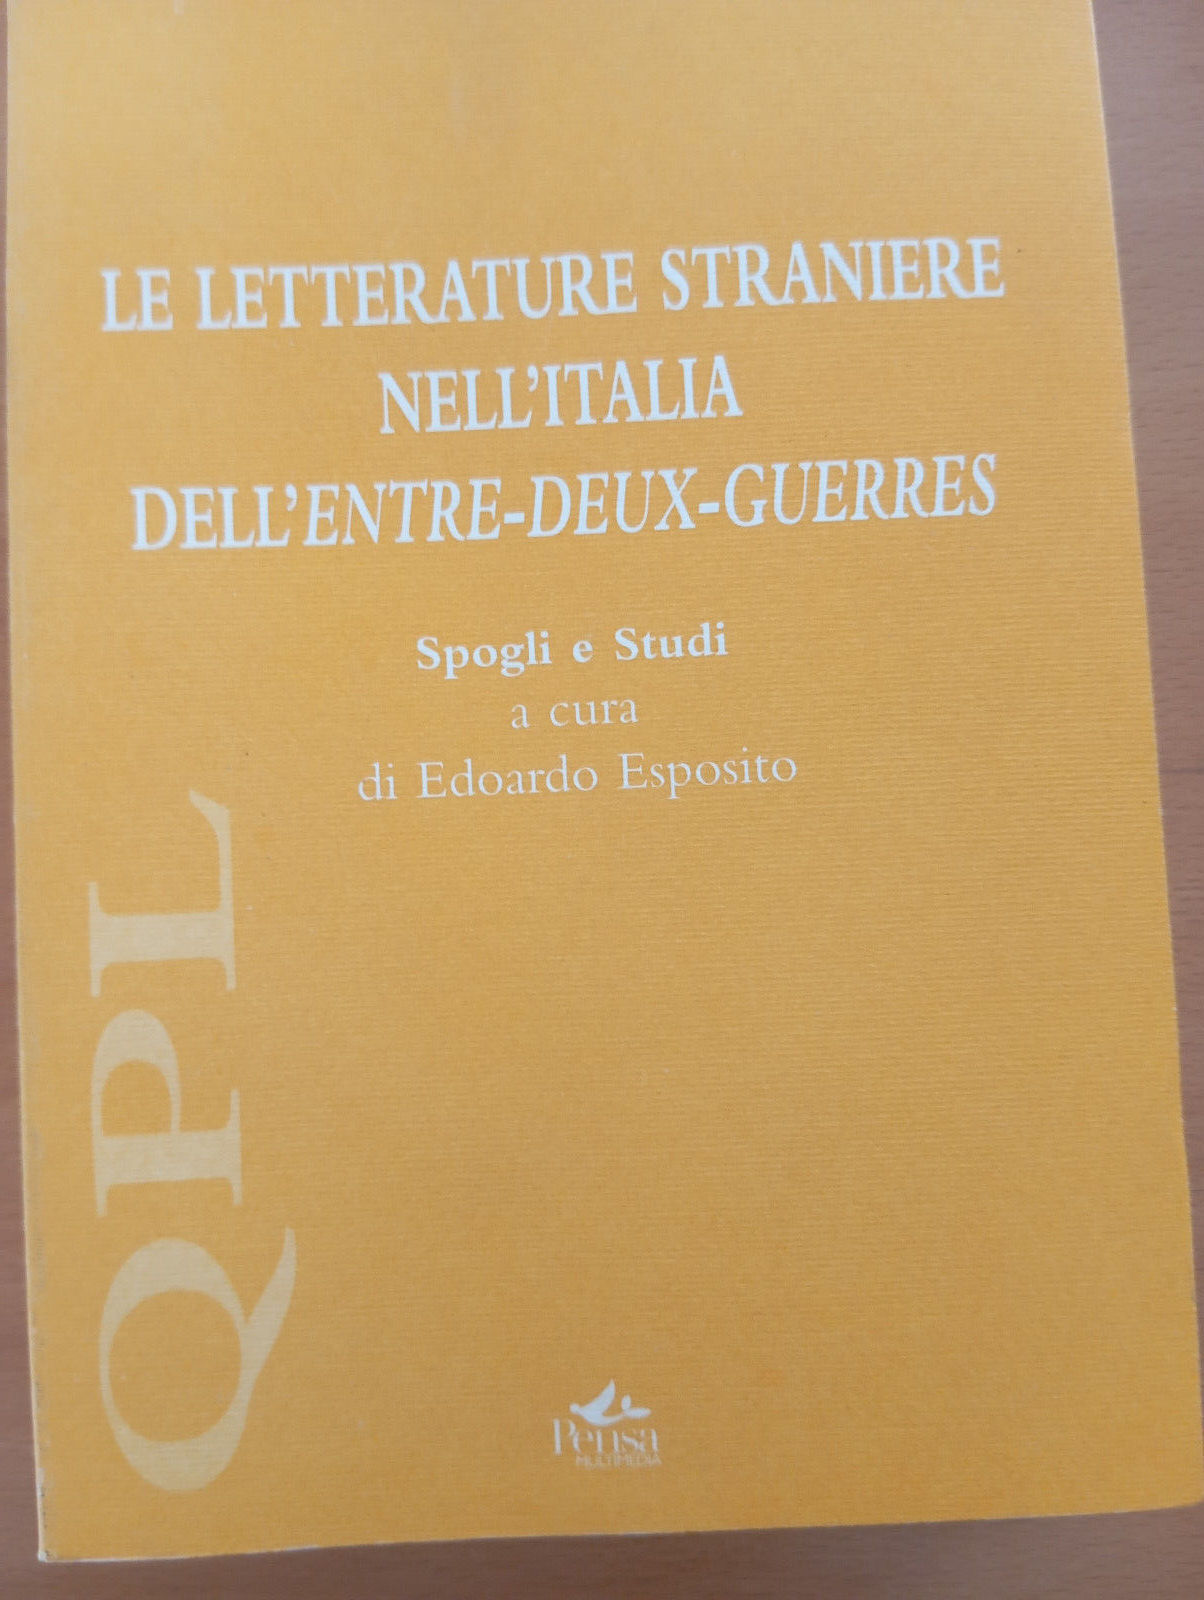 LE LETTERATURE STRANIERE
NELL'ITALIA
DELL'ENTRE-DEUX-GUERRES
Spogli e Studi
a cura
di Edoardo Esposito
QPL
Pensa
MULTIMEDIA